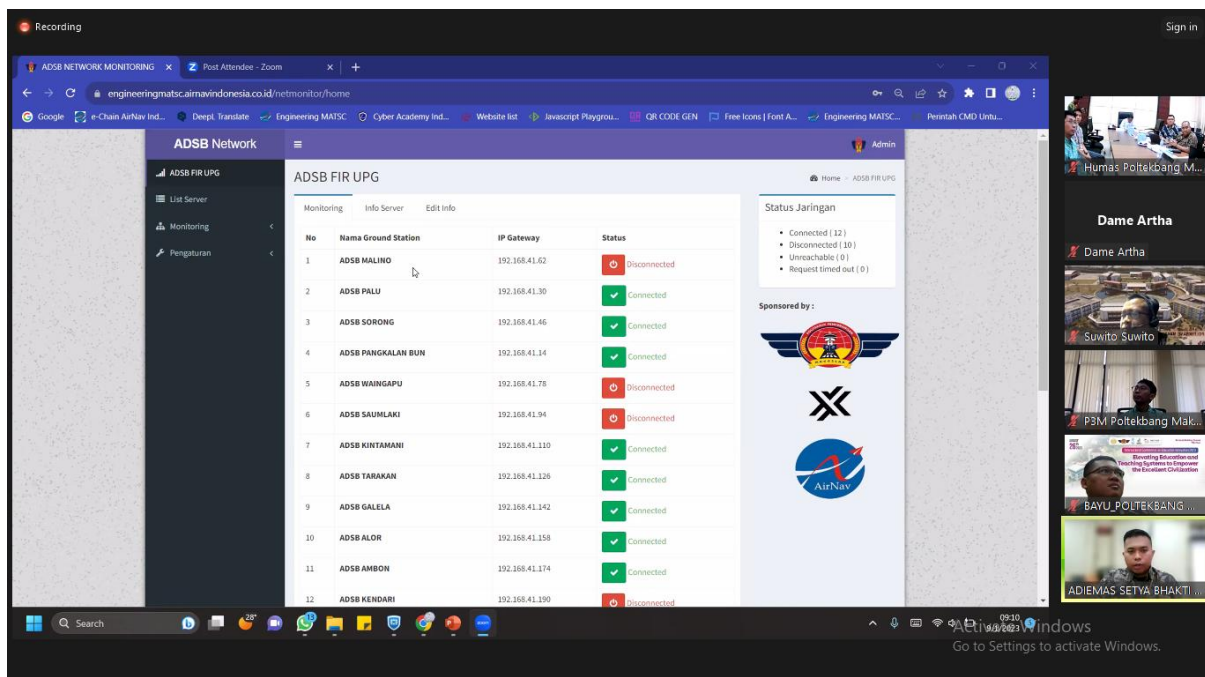 Recording
Sign in
ADSB NETWORK MONITORING
Post Attendee - Zoom
engineeringmatsc.airnavindonesia.co.id/netmonitor/home
Google
e-Chain AirNav Ind...
DeepL Translate
Engineering MATSC
Cyber Academy Ind...
Website list
Javascript Playgrou...
QR CODE GEN
Free Icons | Font A...
Engineering MATSC...
Perintah CMD Untu...
ADSB Network
Admin
ADSB FIR UPG
List Server
Monitoring
Pengaturan
ADSB FIR UPG
Home > ADSB FIR UPG
Monitoring Info Server Edit Info
No Nama Ground Station IP Gateway Status
1 ADSB MALINO 192.168.41.62 Disconnected
2 ADSB PALU 192.168.41.30 Connected
3 ADSB SORONG 192.168.41.46 Connected
4 ADSB PANGKALAN BUN 192.168.41.14 Connected
5 ADSB WAINGAPU 192.168.41.78 Disconnected
6 ADSB SAUMLAKI 192.168.41.94 Disconnected
7 ADSB KINTAMANI 192.168.41.110 Connected
8 ADSB TARAKAN 192.168.41.126 Connected
9 ADSB GALELA 192.168.41.142 Connected
10 ADSB ALOR 192.168.41.158 Connected
11 ADSB AMBON 192.168.41.174 Connected
12 ADSB KENDARI 192.168.41.190 Disconnected
Status Jaringan
Connected ( 12 )
Disconnected ( 10 )
Unreachable ( 0 )
Request timed out ( 0 )
Sponsored by :
AirNav
Humas Poltekbang M...
Dame Artha
Dame Artha
Suwito Suwito
P3M Poltekbang Mak...
Elevating Education and
Teaching Systems to Empower
the Excellent Civilization
BAYU_POLTEKBANG ...
ADIEMAS SETYA BHAKTI ...
Search
28°
09:10
9/1/2023
Activate Windows
Go to Settings to activate Windows.